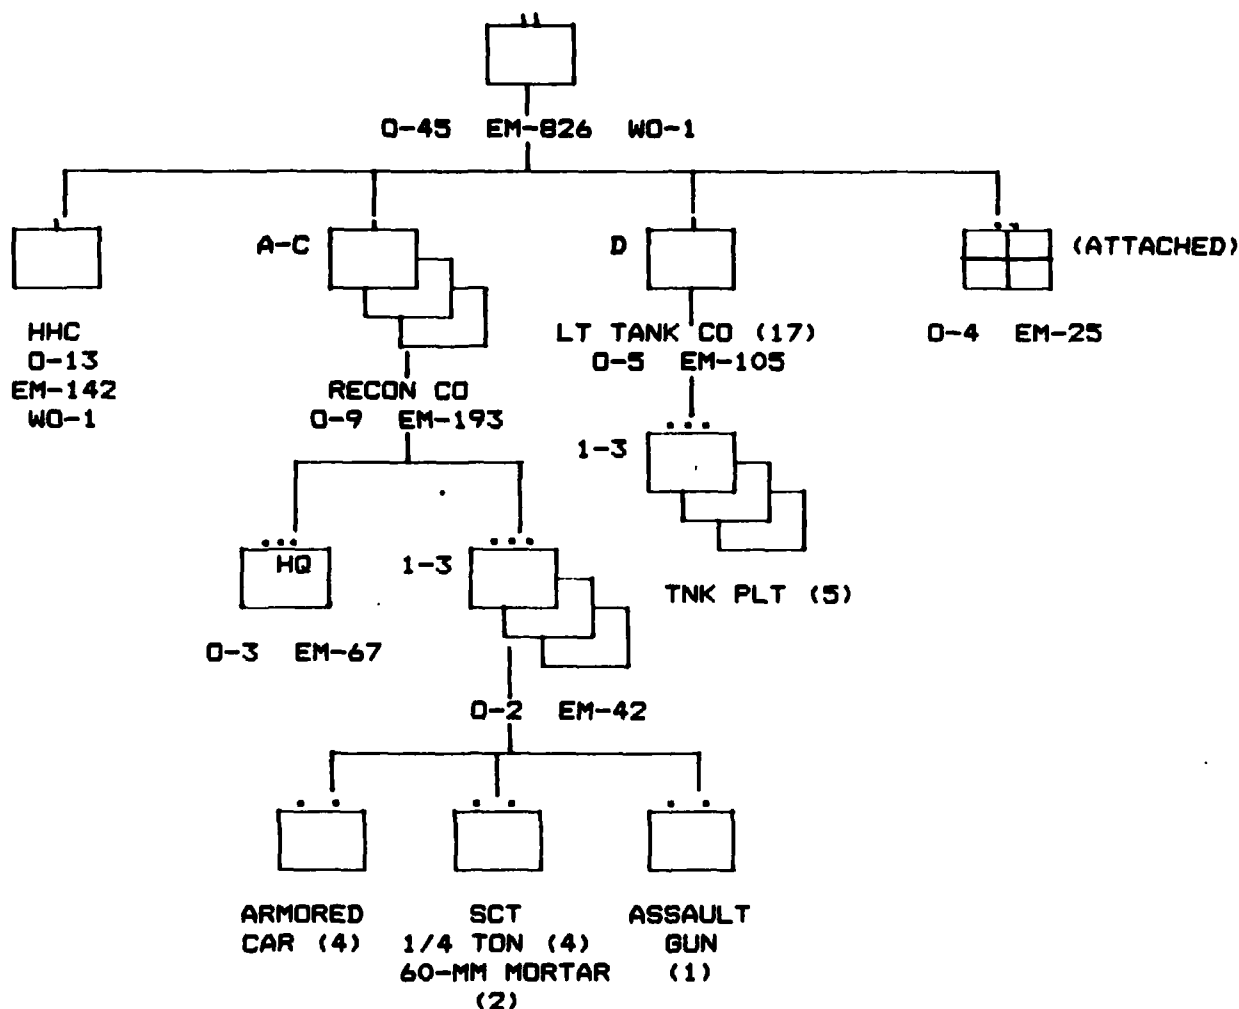 O-45 EM-826 WO-1
A-C
D
(ATTACHED)
HHC
O-13
EM-142
WO-1
RECON CO
O-9 EM-193
LT TANK CO (17)
O-5 EM-105
O-4 EM-25
1-3
TNK PLT (5)
HQ
O-3 EM-67
1-3
O-2 EM-42
ARMORED
CAR (4)
SCT
1/4 TON (4)
60-MM MORTAR
(2)
ASSAULT
GUN
(1)